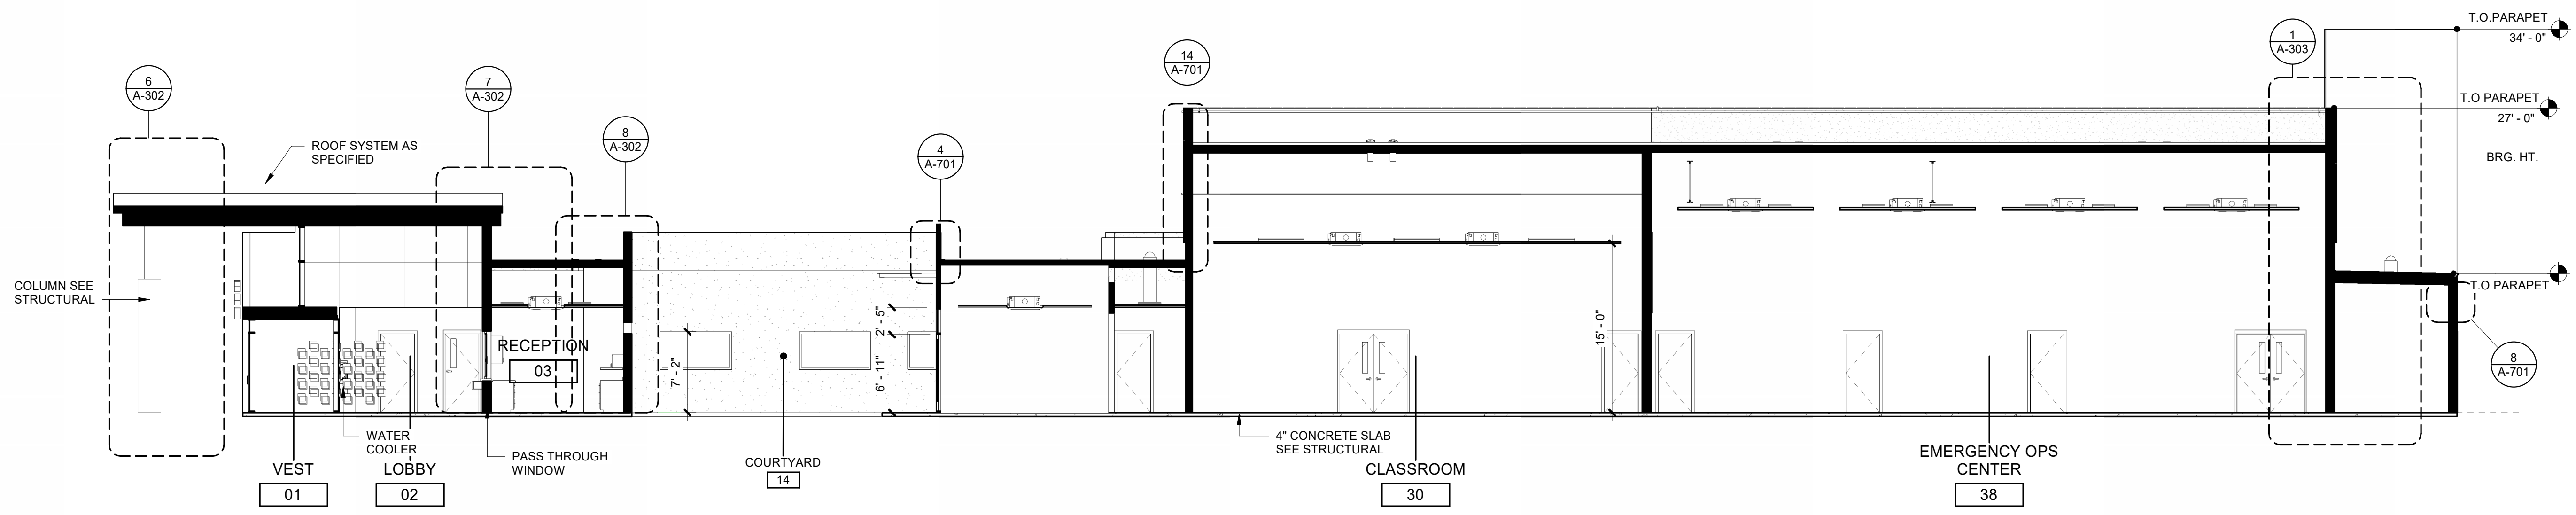 T.O.PARAPET
34' - 0"
1
A-303
14
A-701
6
A-302
7
A-302
T.O PARAPET
27' - 0"
8
A-302
ROOF SYSTEM AS
SPECIFIED
4
A-701
BRG. HT.
COLUMN SEE
STRUCTURAL
T.O PARAPET
2' - 5"
15' - 0"
RECEPTION
03
7' - 2"
6' - 11"
8
A-701
WATER
COOLER
4" CONCRETE SLAB
SEE STRUCTURAL
PASS THROUGH
WINDOW
VEST
01
LOBBY
02
COURTYARD
14
CLASSROOM
30
EMERGENCY OPS
CENTER
38